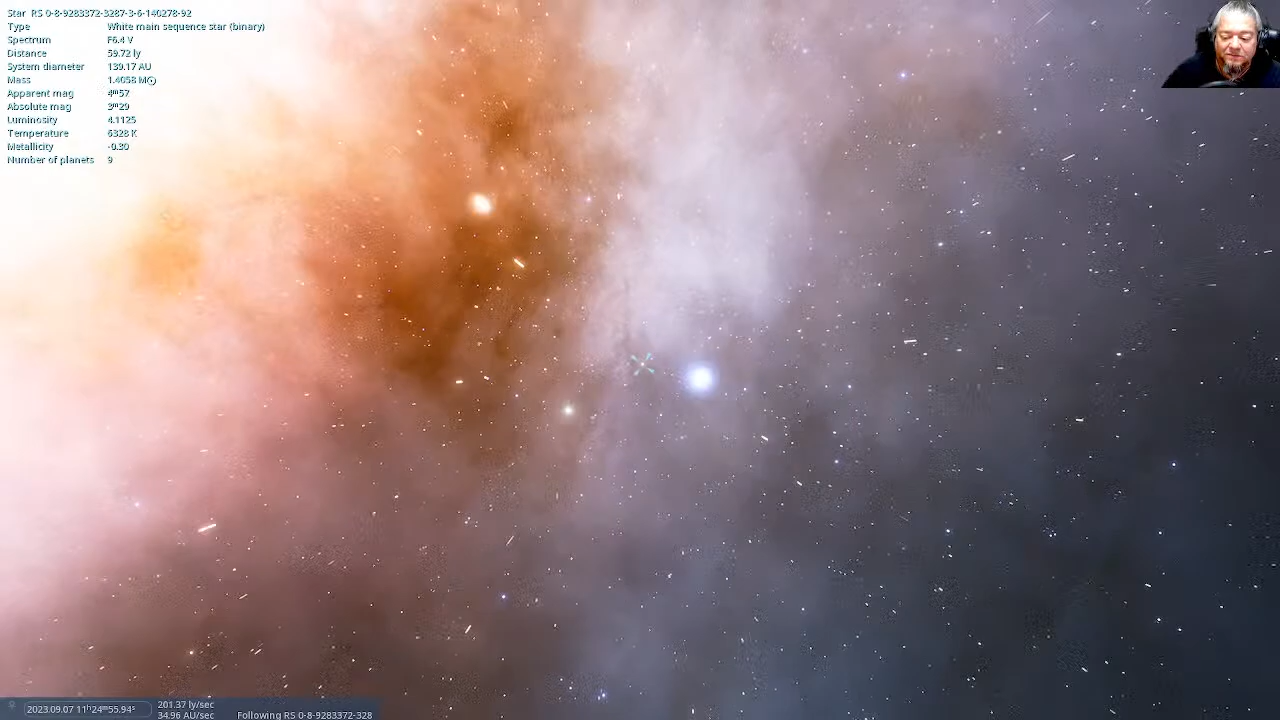 Star RS 0-8-9283372-3287-3-6-140278-92
Type White main sequence star (binary)
Spectrum F6.4 V
Distance 59.72 ly
System diameter 139.17 AU
Mass 1.4058 M☉
Apparent mag 4ᵐ57
Absolute mag 3ᵐ29
Luminosity 4.1125
Temperature 6328 K
Metallicity -0.30
Number of planets 9
201.37 ly/sec
2023.09.07 11ʰ24ᵐ55.94ˢ
34.96 AU/sec Following RS 0-8-9283372-328